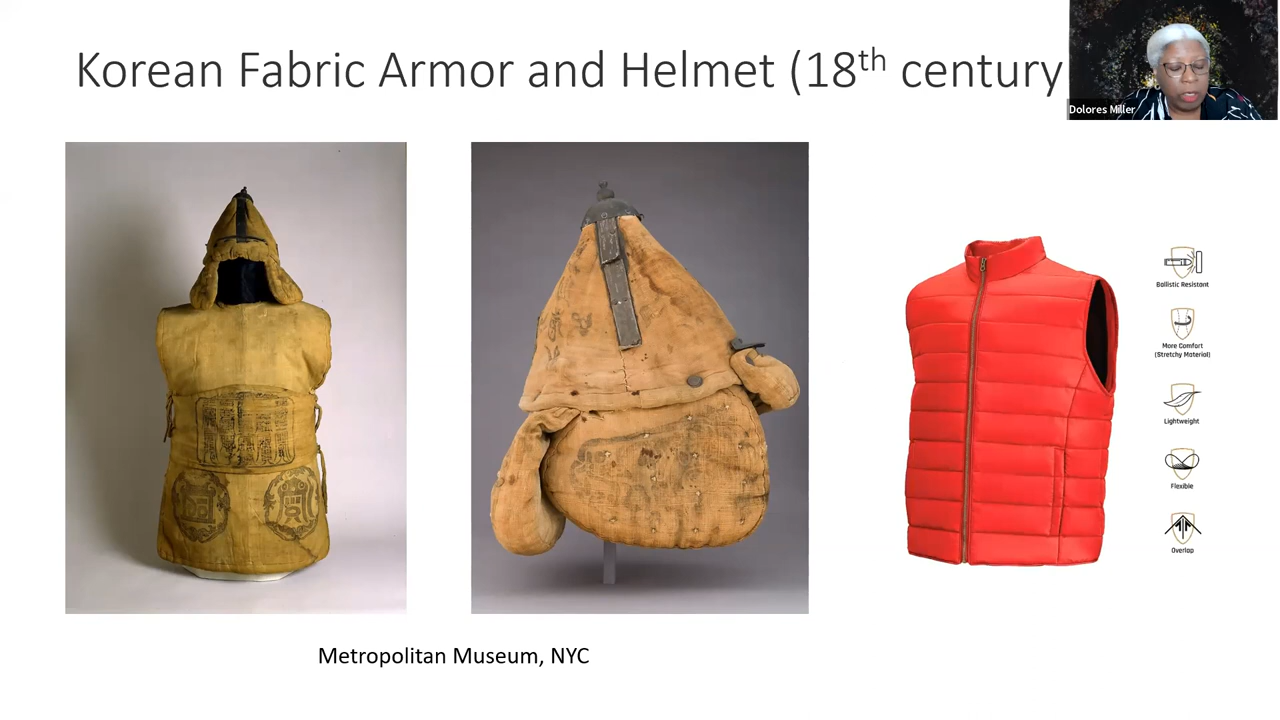 Korean Fabric Armor and Helmet (18th century
Dolores Miller
Ballistic Resistant
More Comfort
(Stretchy Material)
Lightweight
Flexible
Overlap
Metropolitan Museum, NYC